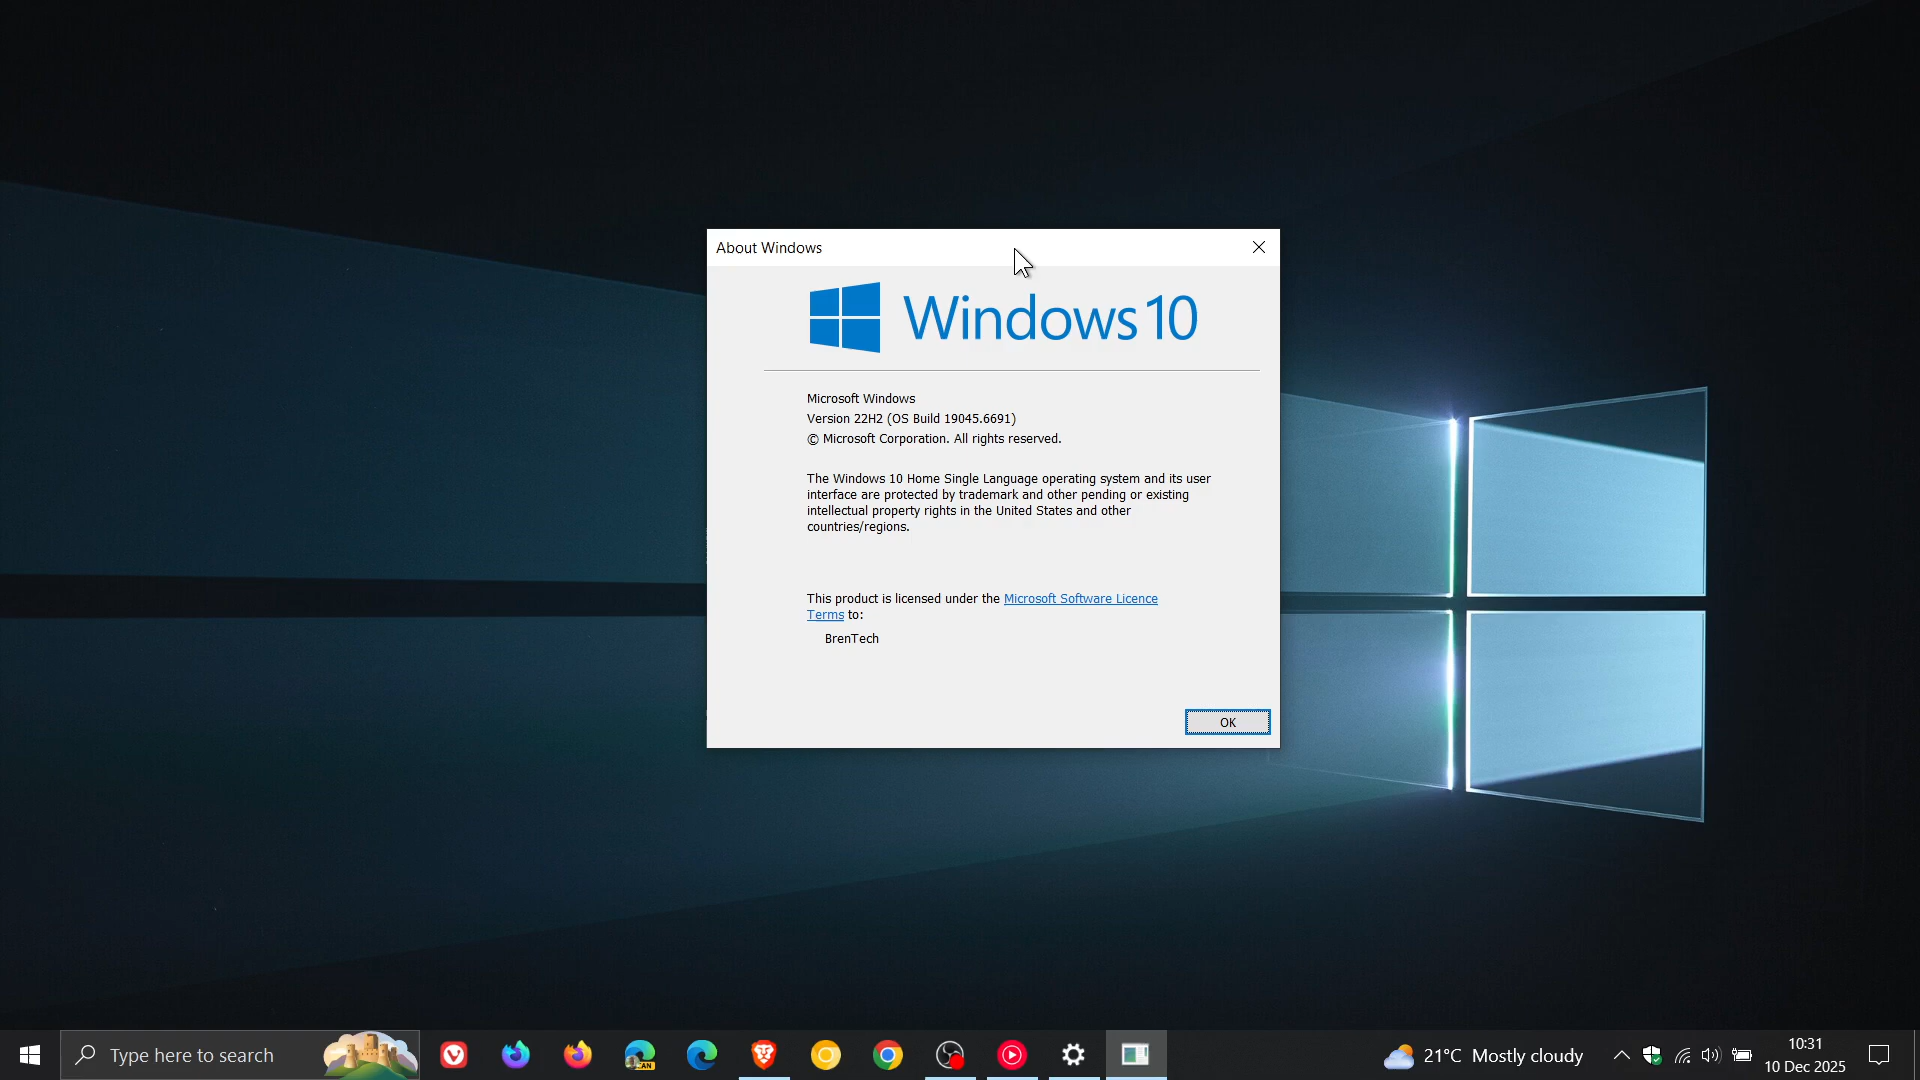 About Windows
Windows 10
Microsoft Windows
Version 22H2 (OS Build 19045.6691)
© Microsoft Corporation. All rights reserved.
The Windows 10 Home Single Language operating system and its user
interface are protected by trademark and other pending or existing
intellectual property rights in the United States and other
countries/regions.
This product is licensed under the Microsoft Software Licence
Terms to:
BrenTech
OK
Type here to search
CAN
21°C Mostly cloudy
10:31
10 Dec 2025